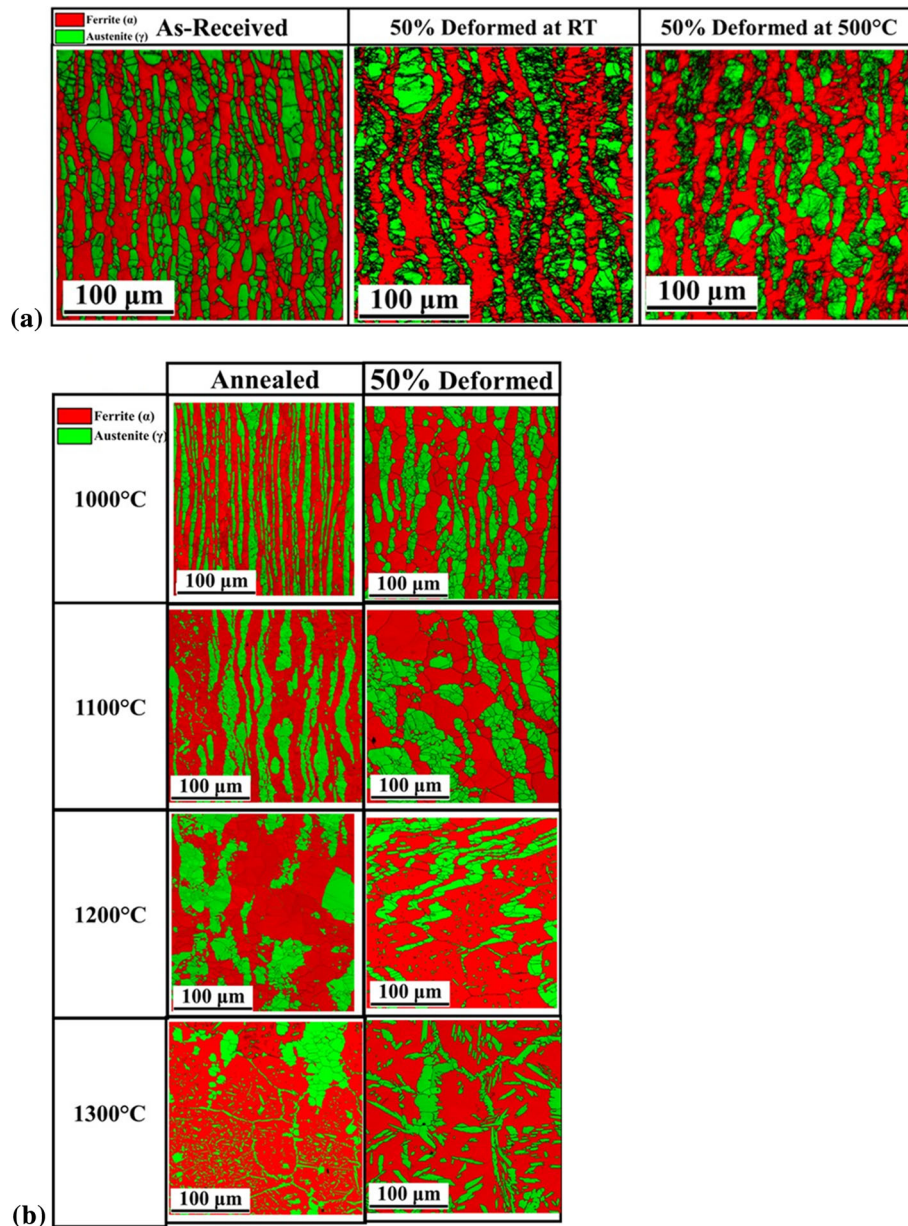 Ferrite (α)
Austenite (γ)
As-Received
50% Deformed at RT
50% Deformed at 500°C
100 µm
100 µm
100 µm
(a)
Annealed
50% Deformed
Ferrite (α)
Austenite (γ)
1000°C
100 µm
100 µm
1100°C
100 µm
100 µm
1200°C
100 µm
100 µm
1300°C
100 µm
100 µm
(b)